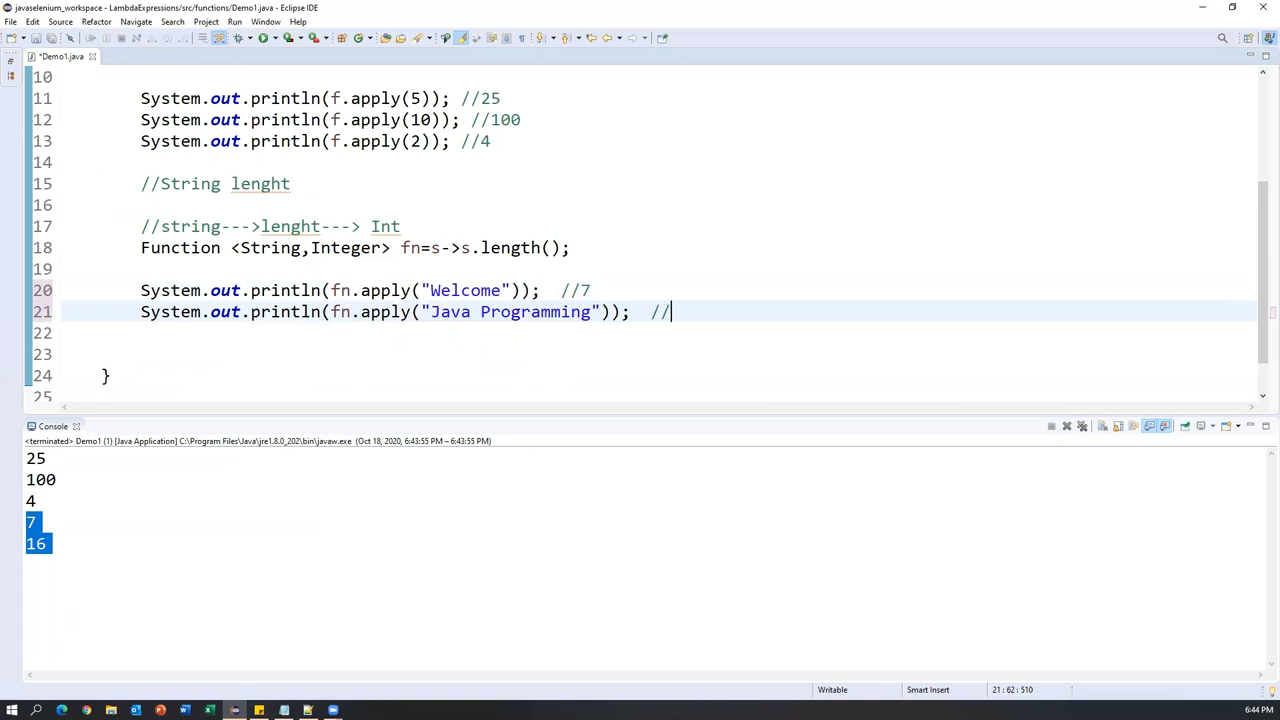 javaselenium_workspace - LambdaExpressions/src/functions/Demo1.java - Eclipse IDE
File Edit Source Refactor Navigate Search Project Run Window Help
*Demo1.java
10
11 System.out.println(f.apply(5)); //25
12 System.out.println(f.apply(10)); //100
13 System.out.println(f.apply(2)); //4
14
15 //String lenght
16
17 //string--->lenght---> Int
18 Function <String,Integer> fn=s->s.length();
19
20 System.out.println(fn.apply("Welcome")); //7
21 System.out.println(fn.apply("Java Programming")); //
22
23
24 }
25
Console
<terminated> Demo1 (1) [Java Application] C:\Program Files\Java\jre1.8.0_202\bin\javaw.exe (Oct 18, 2020, 6:43:55 PM – 6:43:55 PM)
25
100
4
7
16
Writable Smart Insert 21 : 62 : 510
6:44 PM